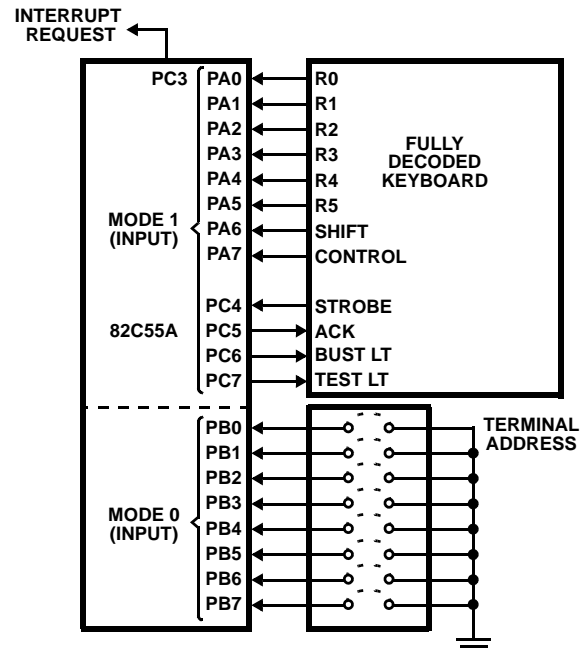 INTERRUPT
REQUEST
PC3 PA0 R0
PA1 R1
PA2 R2
PA3 R3
PA4 R4
PA5 R5
PA6 SHIFT
PA7 CONTROL
MODE 1
(INPUT)
FULLY
DECODED
KEYBOARD
82C55A
PC4 STROBE
PC5 ACK
PC6 BUST LT
PC7 TEST LT
PB0
PB1
PB2
PB3
PB4
PB5
PB6
PB7
MODE 0
(INPUT)
TERMINAL
ADDRESS